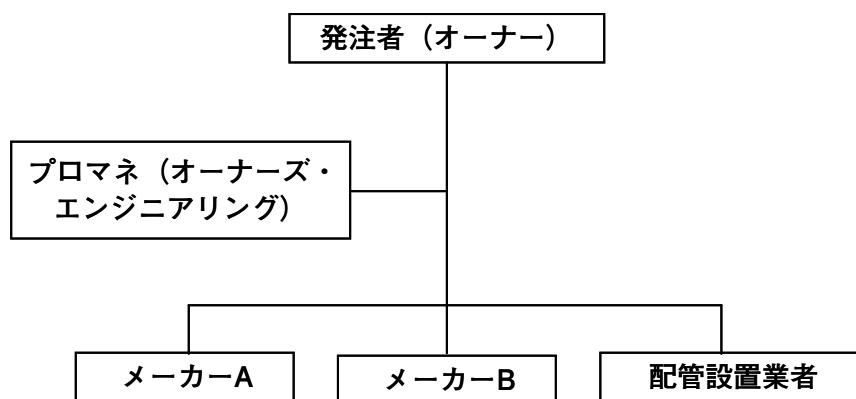 発注者（オーナー）
プロマネ（オーナーズ・
エンジニアリング）
メーカーA
メーカーB
配管設置業者